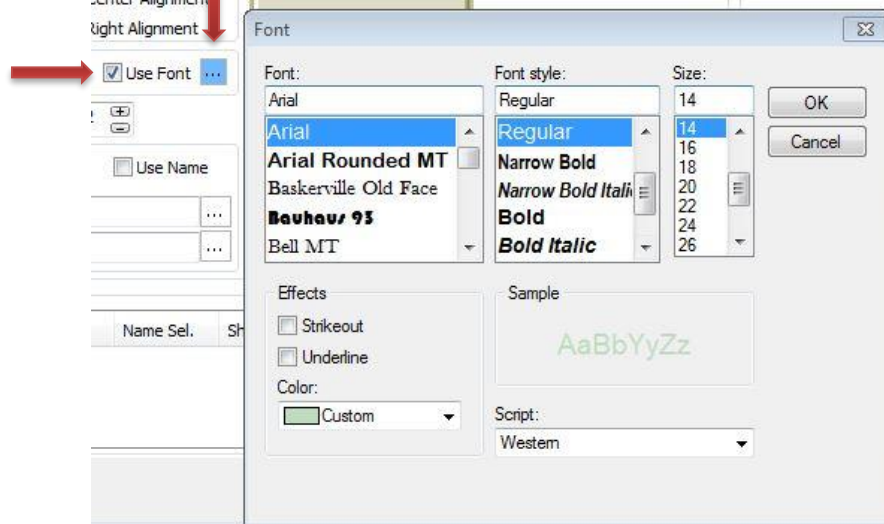 Center Alignment
Right Alignment
Use Font ...
Use Name
...
...
Name Sel. Sh
Font
Font:
Arial
Arial
Arial Rounded MT
Baskerville Old Face
Bauhaus 93
Bell MT
Font style:
Regular
Regular
Narrow Bold
Narrow Bold Itali
Bold
Bold Italic
Size:
14
14
16
18
20
22
24
26
OK
Cancel
Effects
Strikeout
Underline
Color:
Custom
Sample
AaBbYyZz
Script:
Western